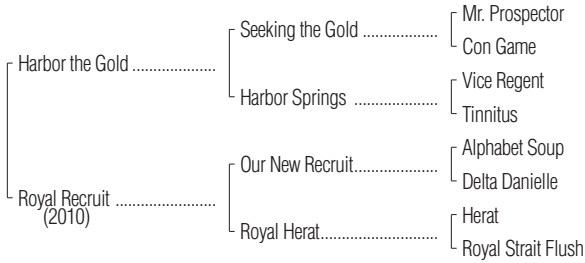 Mr. Prospector
Seeking the Gold ..................
Con Game
Harbor the Gold ....................
Vice Regent
Harbor Springs ....................
Tinnitus
Alphabet Soup
Our New Recruit....................
Delta Danielle
Royal Recruit ........................
(2010)
Herat
Royal Herat............................
Royal Strait Flush